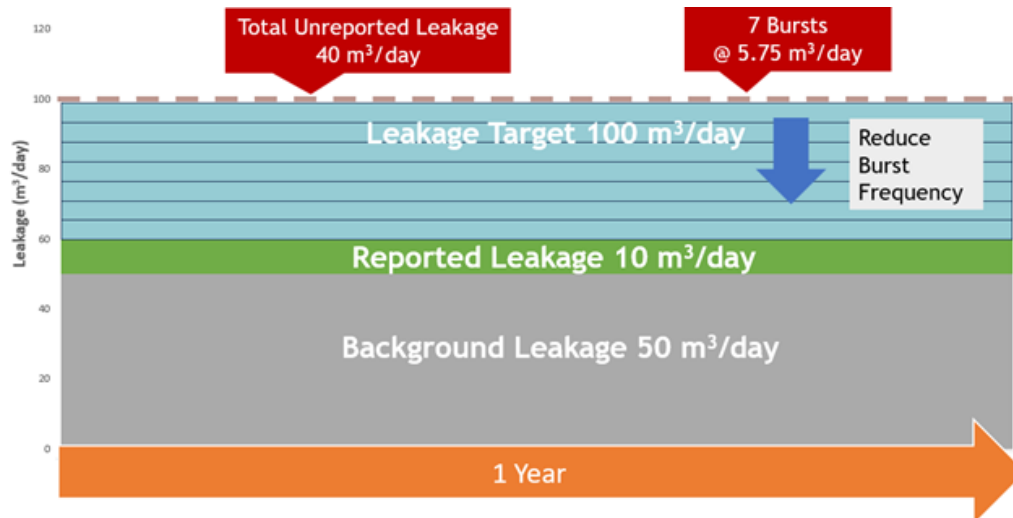 120
Total Unreported Leakage
40 m³/day
7 Bursts
@ 5.75 m³/day
100
Leakage Target 100 m³/day
Reduce
Burst
Frequency
80
Leakage (m³/day)
60
Reported Leakage 10 m³/day
40
Background Leakage 50 m³/day
20
0
1 Year